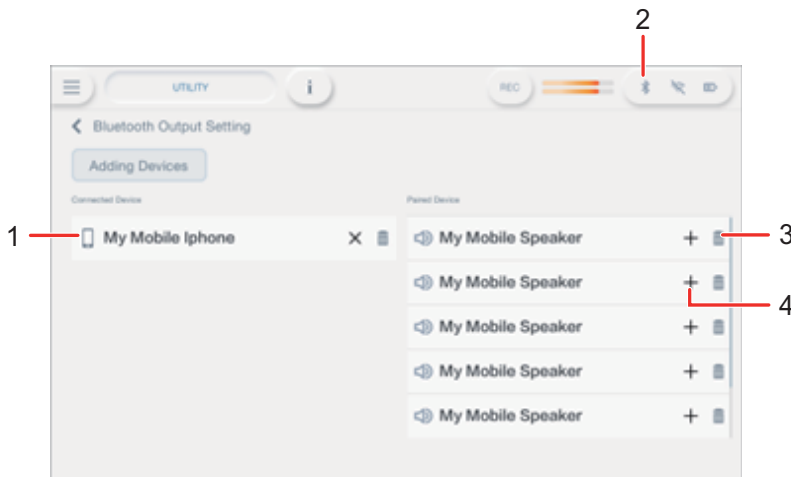 2
UTILITY
i
REC
Bluetooth Output Setting
Adding Devices
Connected Device
Paired Device
1
My Mobile Iphone
My Mobile Speaker
3
My Mobile Speaker
4
My Mobile Speaker
My Mobile Speaker
My Mobile Speaker